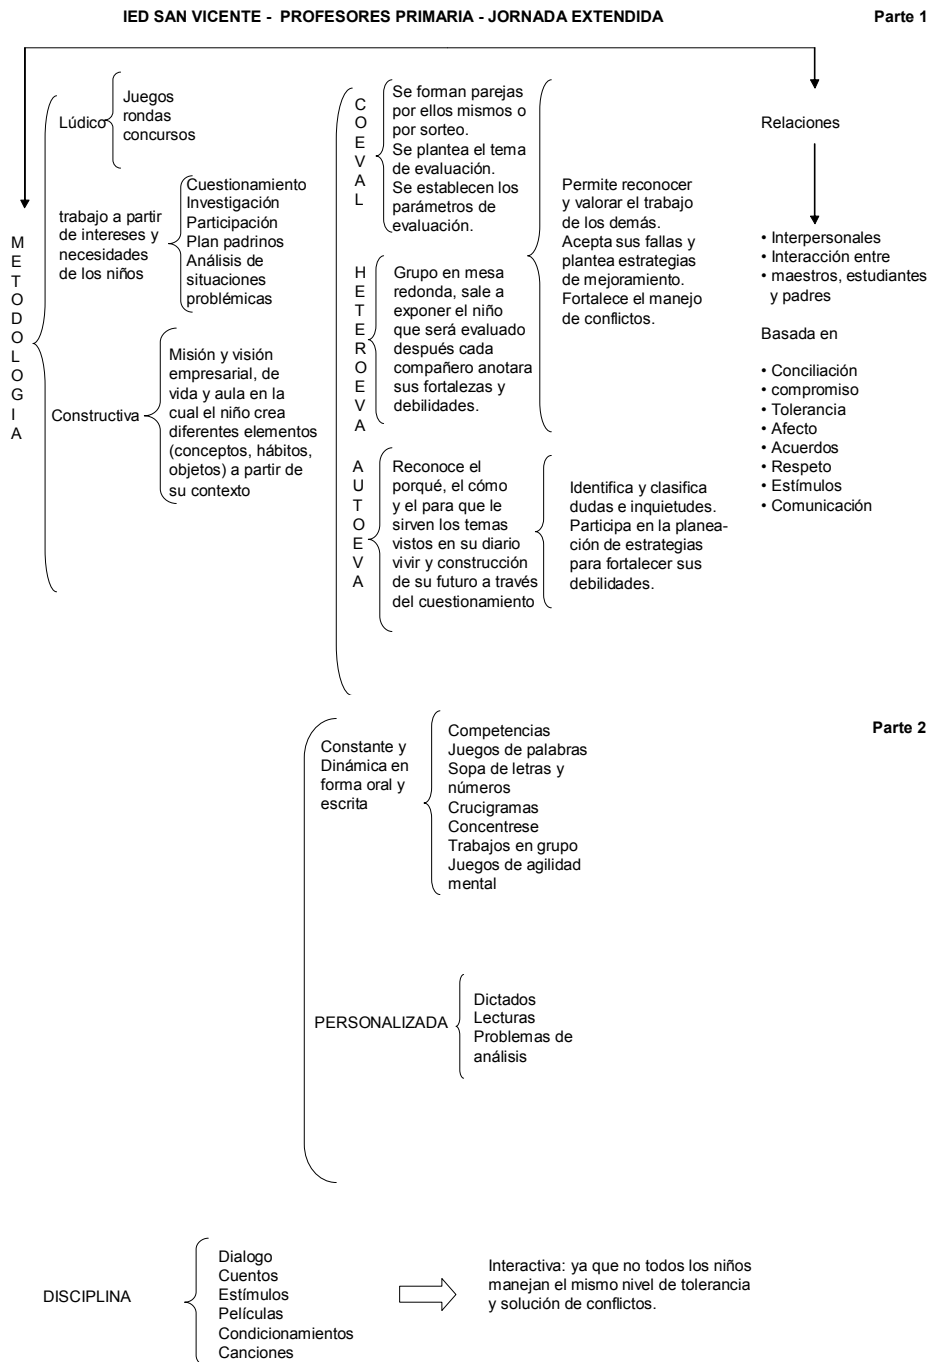 IED SAN VICENTE - PROFESORES PRIMARIA - JORNADA EXTENDIDA
Parte 1
METODOLOGIA
Lúdico
Juegos
rondas
concursos
trabajo a partir
de intereses y
necesidades
de los niños
Cuestionamiento
Investigación
Participación
Plan padrinos
Análisis de
situaciones
problémicas
Constructiva
Misión y visión
empresarial, de
vida y aula en la
cual el niño crea
diferentes elementos
(conceptos, hábitos,
objetos) a partir de
su contexto
COEVAL
Se forman parejas
por ellos mismos o
por sorteo.
Se plantea el tema
de evaluación.
Se establecen los
parámetros de
evaluación.
HETEROEVA
Grupo en mesa
redonda, sale a
exponer el niño
que será evaluado
después cada
compañero anotara
sus fortalezas y
debilidades.
Permite reconocer
y valorar el trabajo
de los demás.
Acepta sus fallas y
plantea estrategias
de mejoramiento.
Fortalece el manejo
de conflictos.
AUTOEVA
Reconoce el
porqué, el cómo
y el para que le
sirven los temas
vistos en su diario
vivir y construcción
de su futuro a través
del cuestionamiento
Identifica y clasifica
dudas e inquietudes.
Participa en la planea-
ción de estrategias
para fortalecer sus
debilidades.
Relaciones
• Interpersonales
• Interacción entre
• maestros, estudiantes
y padres
Basada en
• Conciliación
• compromiso
• Tolerancia
• Afecto
• Acuerdos
• Respeto
• Estímulos
• Comunicación
Parte 2
Constante y
Dinámica en
forma oral y
escrita
Competencias
Juegos de palabras
Sopa de letras y
números
Crucigramas
Concentrese
Trabajos en grupo
Juegos de agilidad
mental
PERSONALIZADA
Dictados
Lecturas
Problemas de
análisis
DISCIPLINA
Dialogo
Cuentos
Estímulos
Películas
Condicionamientos
Canciones
Interactiva: ya que no todos los niños
manejan el mismo nivel de tolerancia
y solución de conflictos.